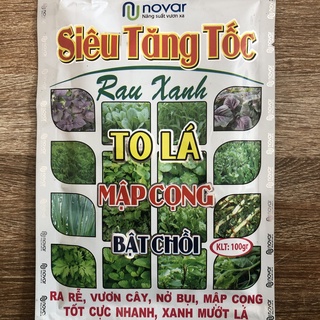 novar
Năng suất vươn xa
Siêu Tăng Tốc
Rau Xanh
TO LÁ
MẬP CỌNG
BẬT CHỒI
KLT: 100gr
RA RỄ, VƯƠN CÂY, NỞ BỤI, MẬP CỌNG
TỐT CỰC NHANH, XANH MƯỚT LÁ